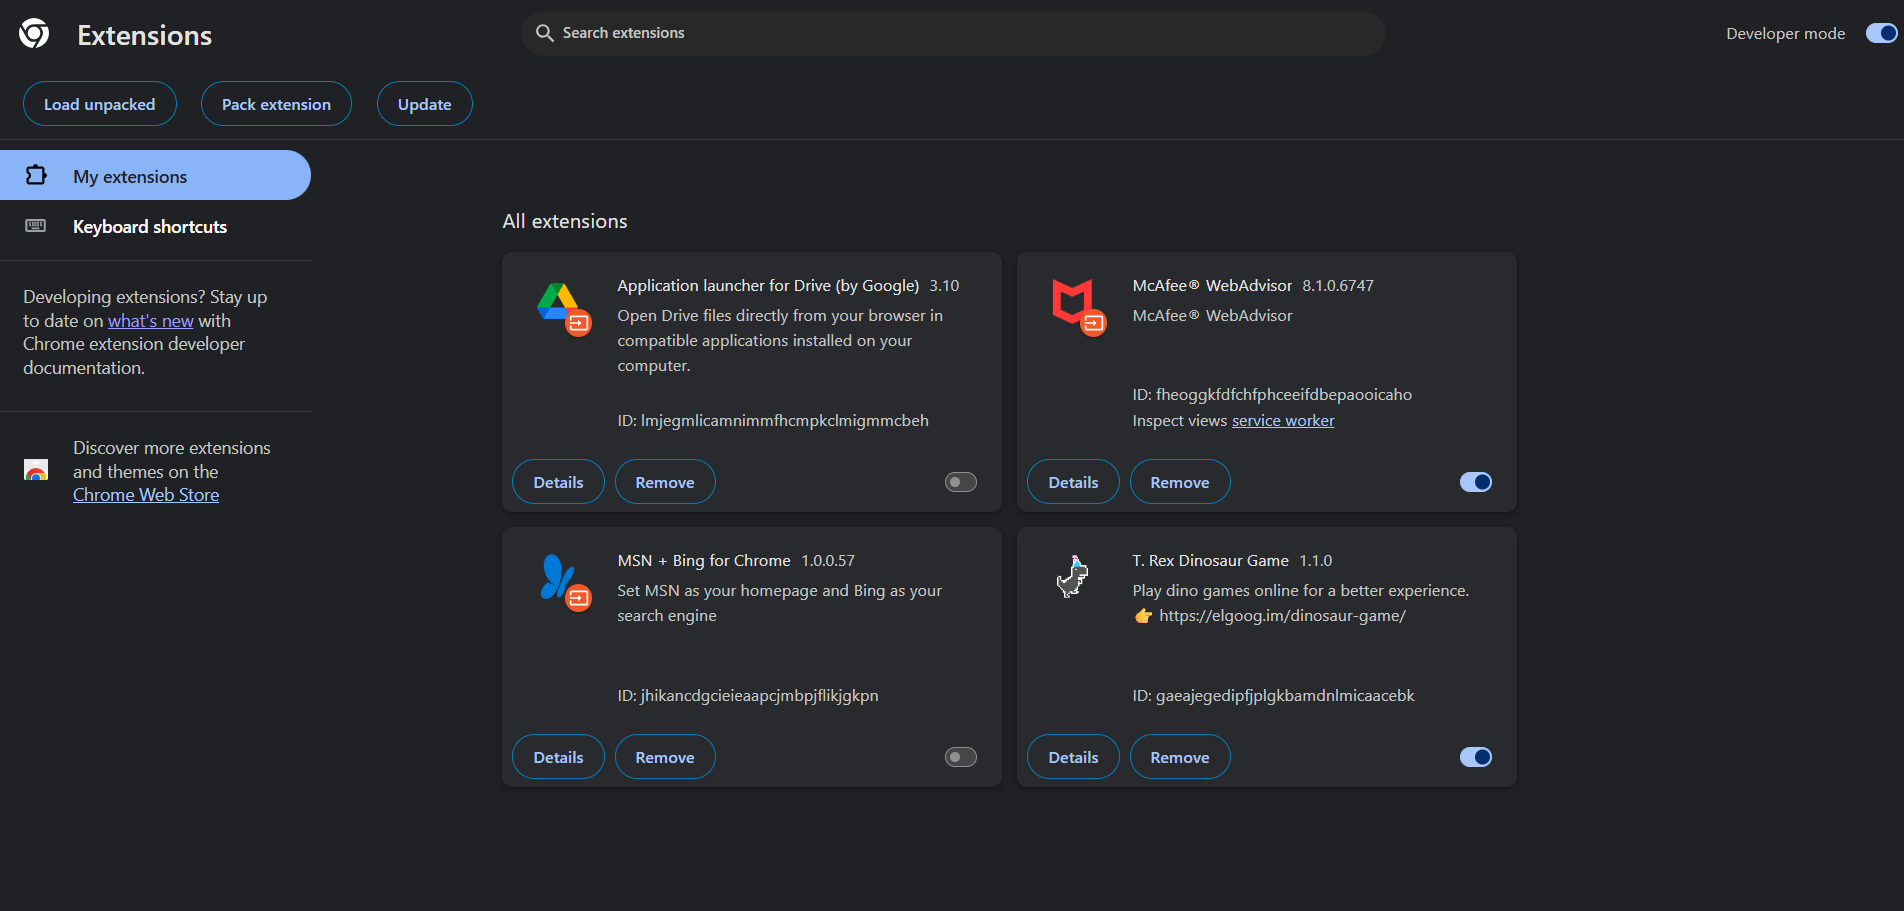 Extensions
Search extensions
Developer mode
Load unpacked
Pack extension
Update
My extensions
Keyboard shortcuts
Developing extensions? Stay up
to date on what's new with
Chrome extension developer
documentation.
Discover more extensions
and themes on the
Chrome Web Store
All extensions
Application launcher for Drive (by Google) 3.10
Open Drive files directly from your browser in
compatible applications installed on your
computer.
ID: lmjegmlicamnimmfhcmpkclmigmmcbeh
Details
Remove
McAfee® WebAdvisor 8.1.0.6747
McAfee® WebAdvisor
ID: fheoggkfdfchfphceeifdbepaooicaho
Inspect views service worker
Details
Remove
MSN + Bing for Chrome 1.0.0.57
Set MSN as your homepage and Bing as your
search engine
ID: jhikancdgcieieaapcjmbpjflikjgkpn
Details
Remove
T. Rex Dinosaur Game 1.1.0
Play dino games online for a better experience.
👉 https://elgoog.im/dinosaur-game/
ID: gaeajegedipfjplgkbamdnlmicaacebk
Details
Remove